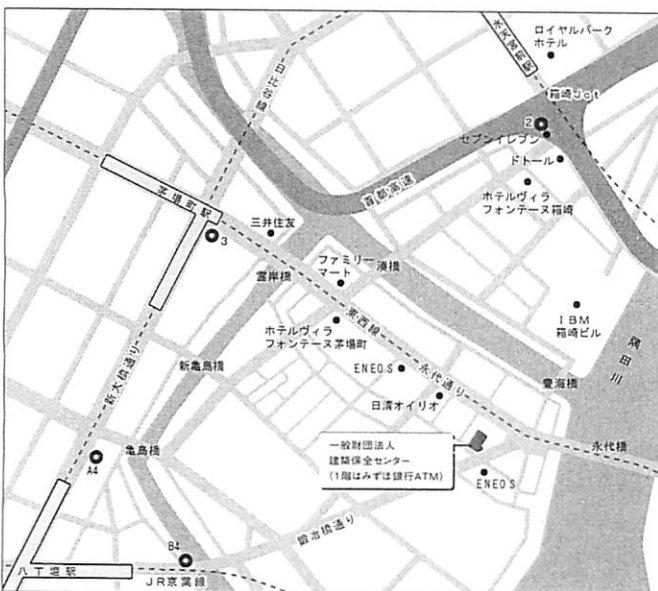 ロイヤルパーク
ホテル
水天宮前駅
箱崎Jct
2
セブンイレブン
ドトール
ホテルヴィラ
フォンテーヌ箱崎
日比谷線
首都高速
茅場町駅
3
三井住友
霊岸橋
ファミリー
マート
湊橋
東西線
IBM
箱崎ビル
隅田川
ホテルヴィラ
フォンテーヌ茅場町
新亀島橋
ENEOS
永代通り
豊海橋
日清オイリオ
新大橋通り
亀島橋
一般財団法人
建築保全センター
(1階はみずほ銀行ATM)
永代橋
ENEOS
A4
鍛冶橋通り
B4
八丁堀駅
JR京葉線